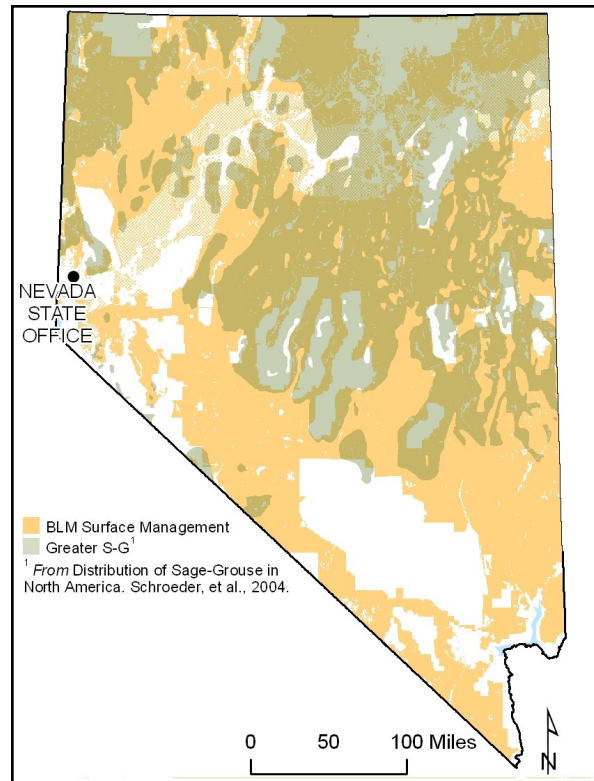 NEVADA
STATE
OFFICE
BLM Surface Management
Greater S-G¹
¹ From Distribution of Sage-Grouse in
North America. Schroeder, et al., 2004.
0 50 100 Miles
N